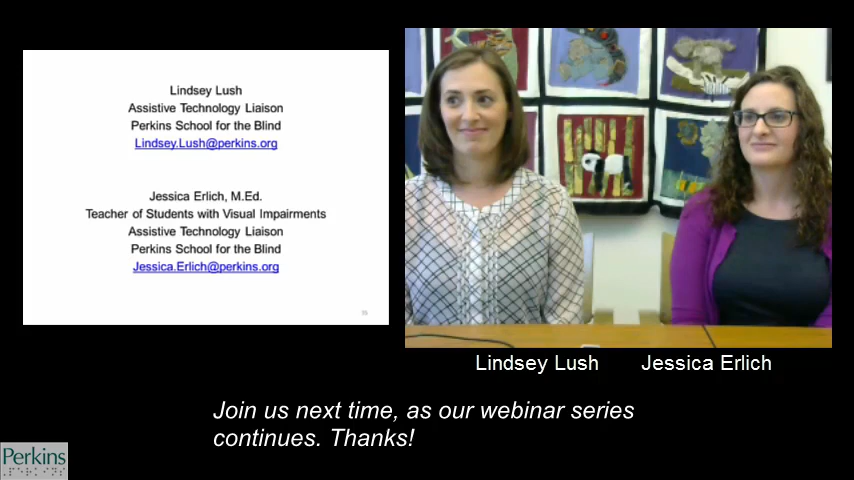 Lindsey Lush
Assistive Technology Liaison
Perkins School for the Blind
Lindsey.Lush@perkins.org
Jessica Erlich, M.Ed.
Teacher of Students with Visual Impairments
Assistive Technology Liaison
Perkins School for the Blind
Jessica.Erlich@perkins.org
Lindsey Lush Jessica Erlich
Join us next time, as our webinar series
continues. Thanks!
Perkins